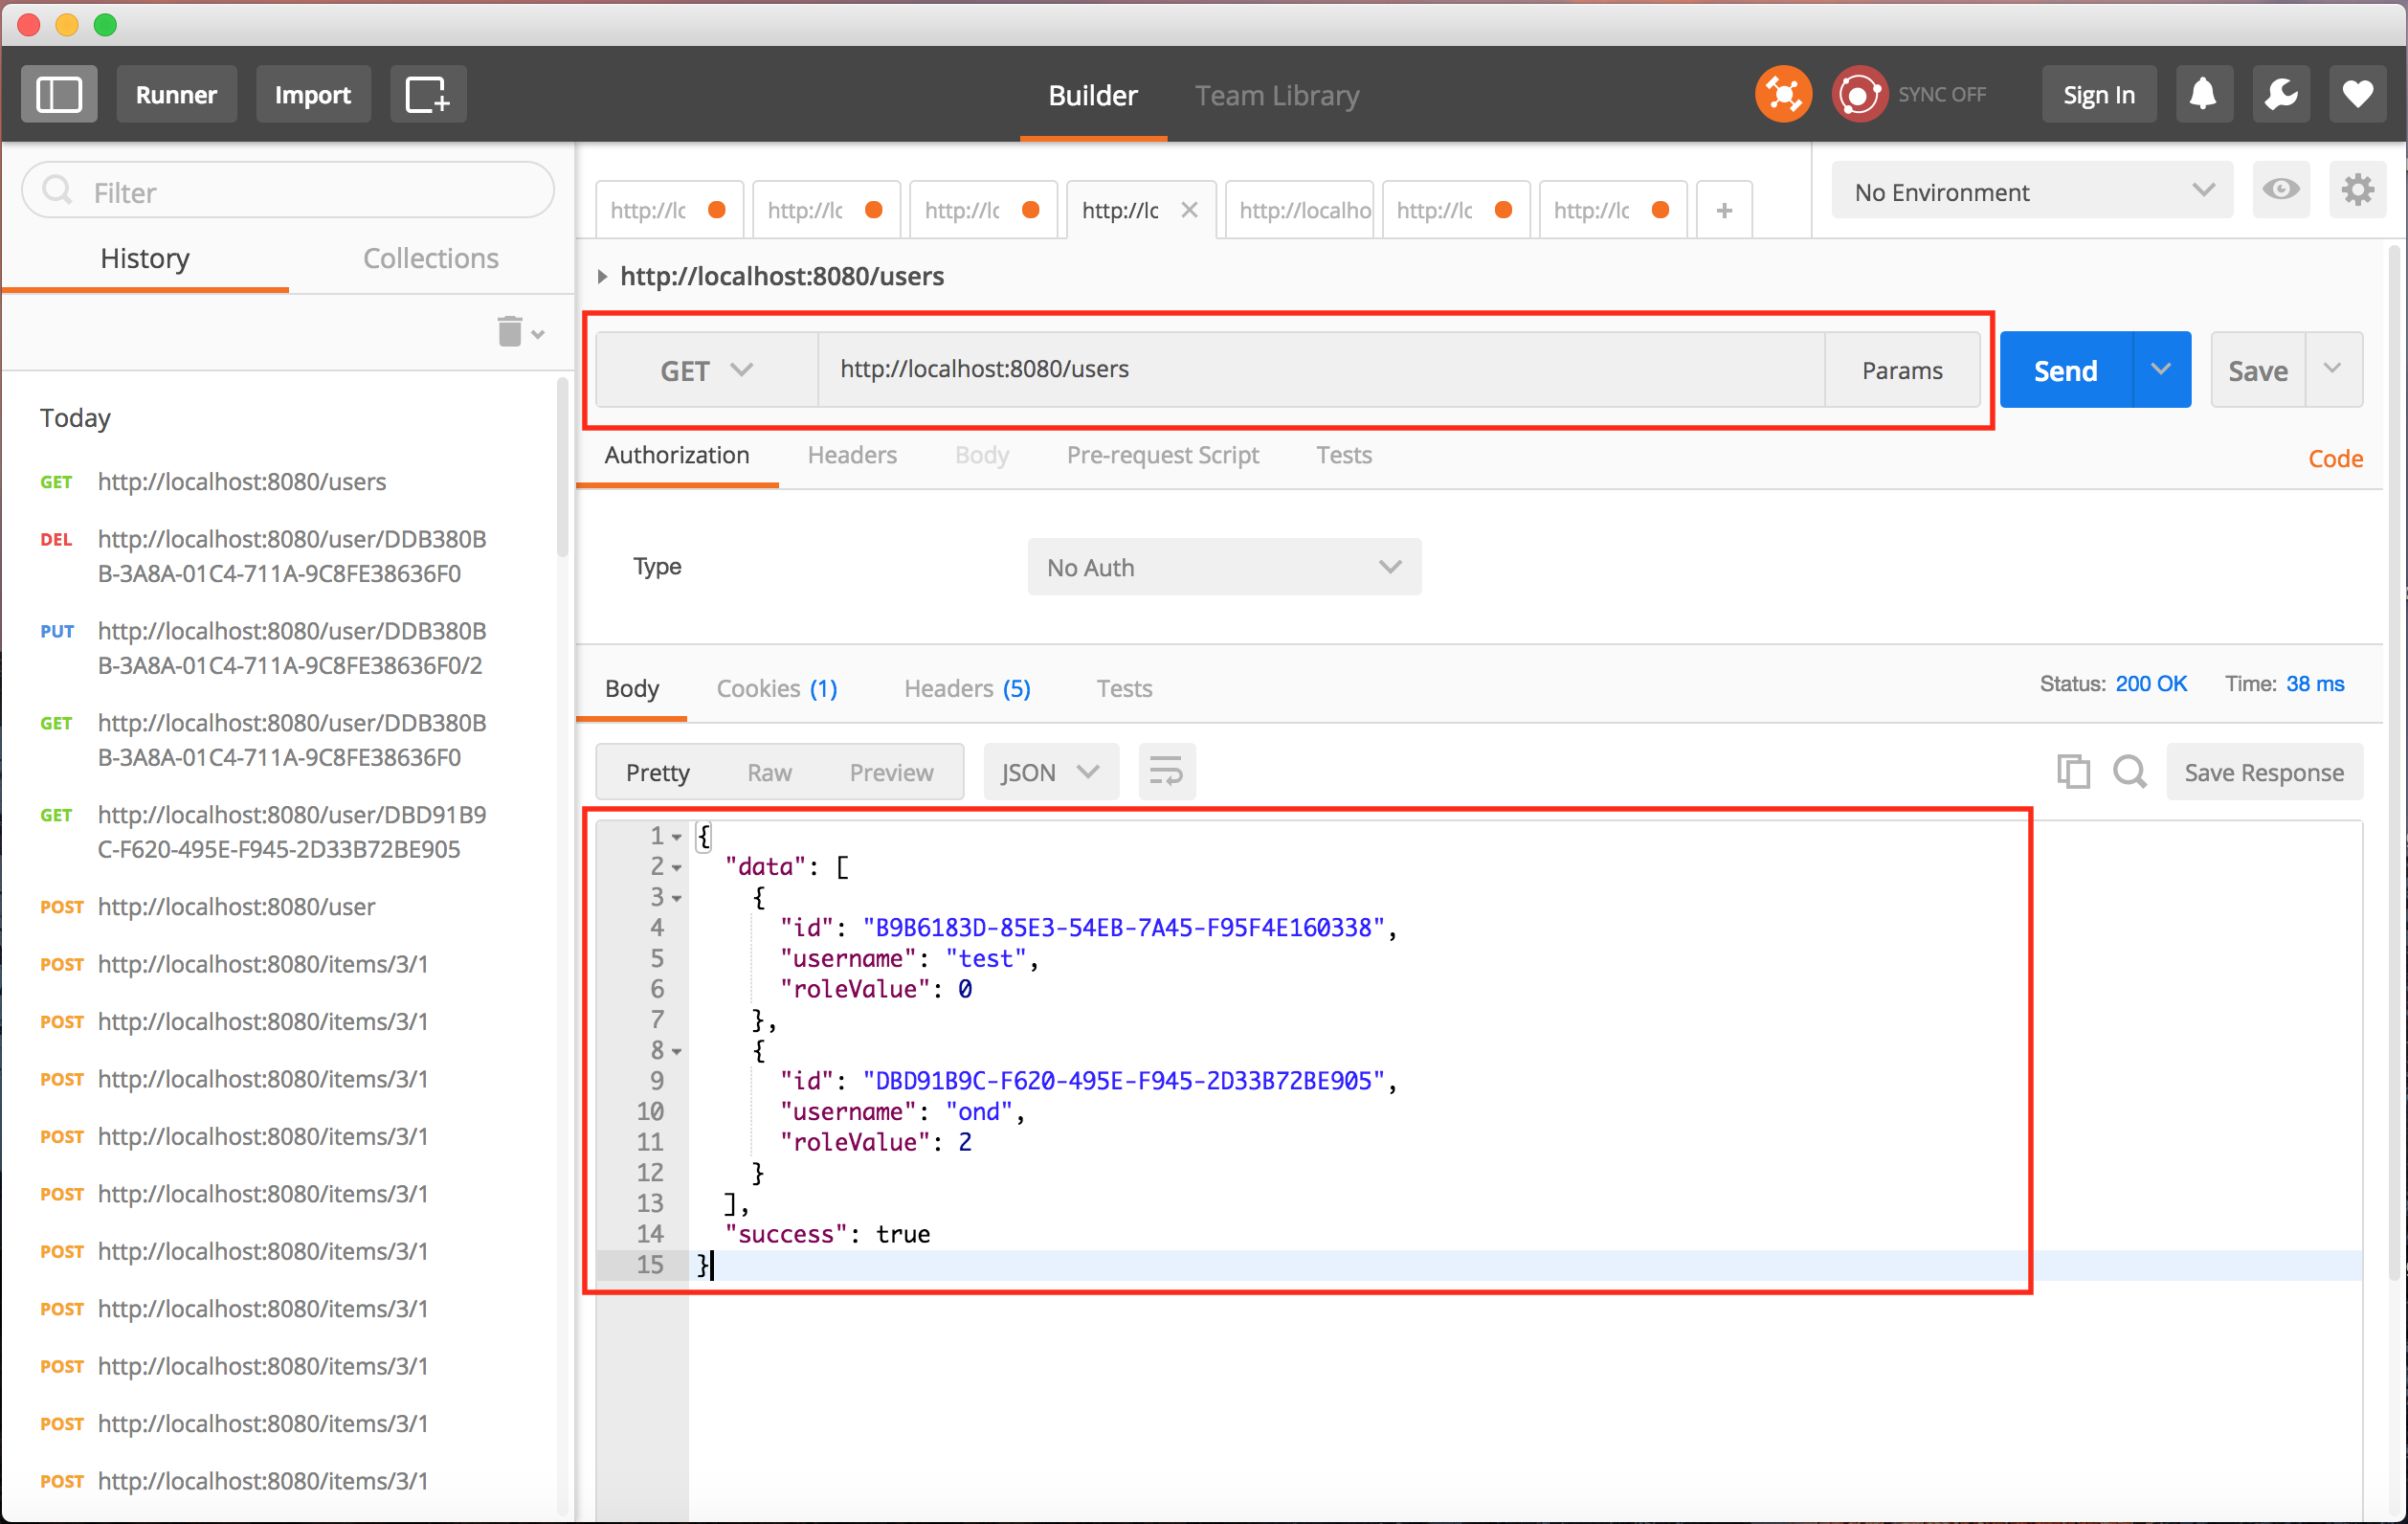 Runner Import Builder Team Library SYNC OFF Sign In
Filter
History Collections
Today
GET http://localhost:8080/users
DEL http://localhost:8080/user/DDB380B
B-3A8A-01C4-711A-9C8FE38636F0
PUT http://localhost:8080/user/DDB380B
B-3A8A-01C4-711A-9C8FE38636F0/2
GET http://localhost:8080/user/DDB380B
B-3A8A-01C4-711A-9C8FE38636F0
GET http://localhost:8080/user/DBD91B9
C-F620-495E-F945-2D33B72BE905
POST http://localhost:8080/user
POST http://localhost:8080/items/3/1
POST http://localhost:8080/items/3/1
POST http://localhost:8080/items/3/1
POST http://localhost:8080/items/3/1
POST http://localhost:8080/items/3/1
POST http://localhost:8080/items/3/1
POST http://localhost:8080/items/3/1
POST http://localhost:8080/items/3/1
POST http://localhost:8080/items/3/1
POST http://localhost:8080/items/3/1
http://lc http://lc http://lc http://lc http://localho http://lc http://lc
No Environment
http://localhost:8080/users
GET http://localhost:8080/users Params Send Save
Authorization Headers Body Pre-request Script Tests Code
Type No Auth
Body Cookies (1) Headers (5) Tests Status: 200 OK Time: 38 ms
Pretty Raw Preview JSON Save Response
1 {
2 "data": [
3 {
4 "id": "B9B6183D-85E3-54EB-7A45-F95F4E160338",
5 "username": "test",
6 "roleValue": 0
7 },
8 {
9 "id": "DBD91B9C-F620-495E-F945-2D33B72BE905",
10 "username": "ond",
11 "roleValue": 2
12 }
13 ],
14 "success": true
15 }